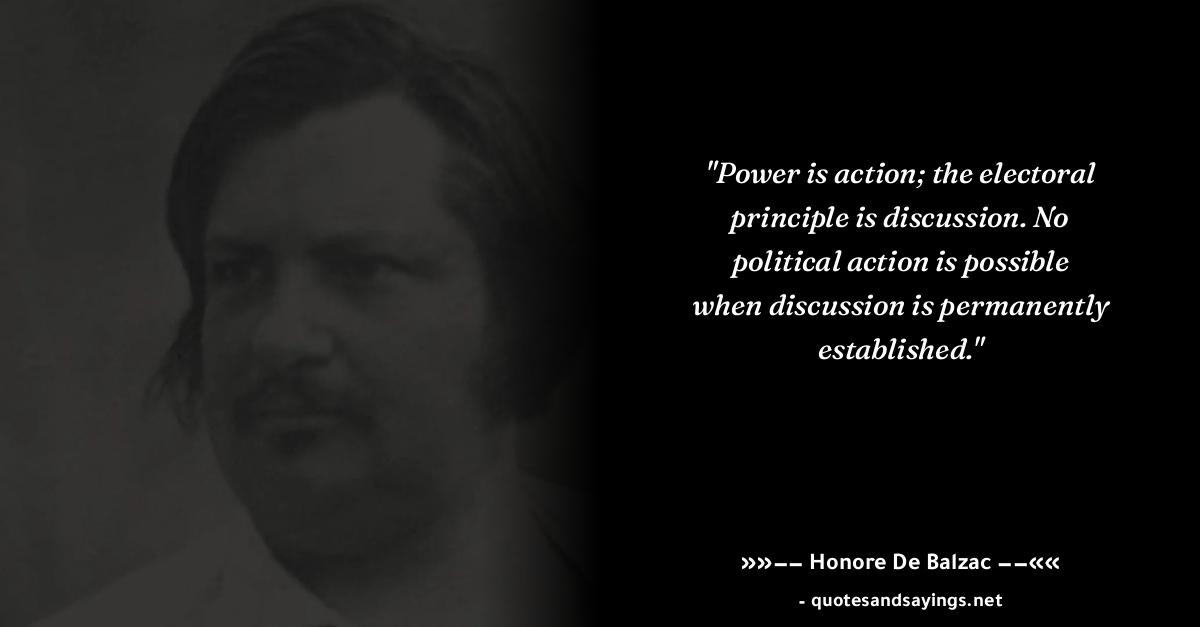 "Power is action; the electoral
principle is discussion. No
political action is possible
when discussion is permanently
established."
»»−− Honore De Balzac −−««
- quotesandsayings.net